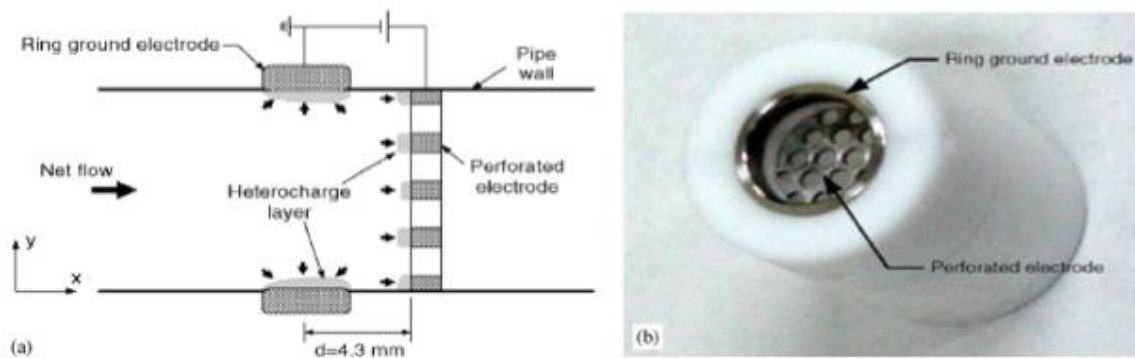 Ring ground electrode
Pipe
wall
Net flow
Heterocharge
layer
Perforated
electrode
y
x
(a)
d=4.3 mm
Ring ground electrode
Perforated electrode
(b)